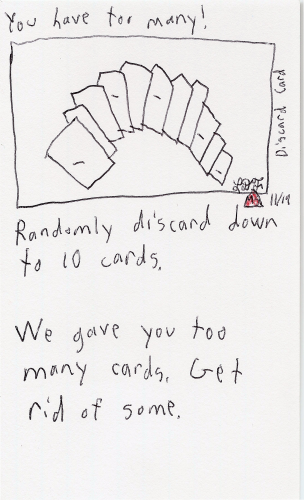 You have too many!
Discard Card
11/19
Randomly discard down
to 10 cards.
We gave you too
many cards. Get
rid of some.